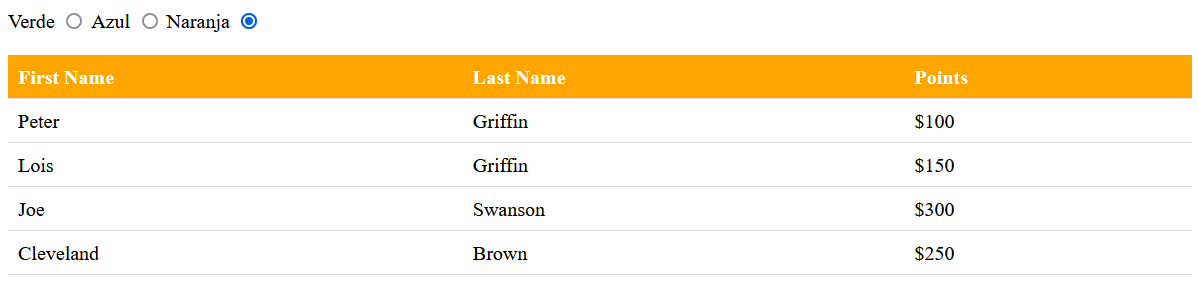 Verde Azul Naranja
First Name Last Name Points
Peter Griffin $100
Lois Griffin $150
Joe Swanson $300
Cleveland Brown $250